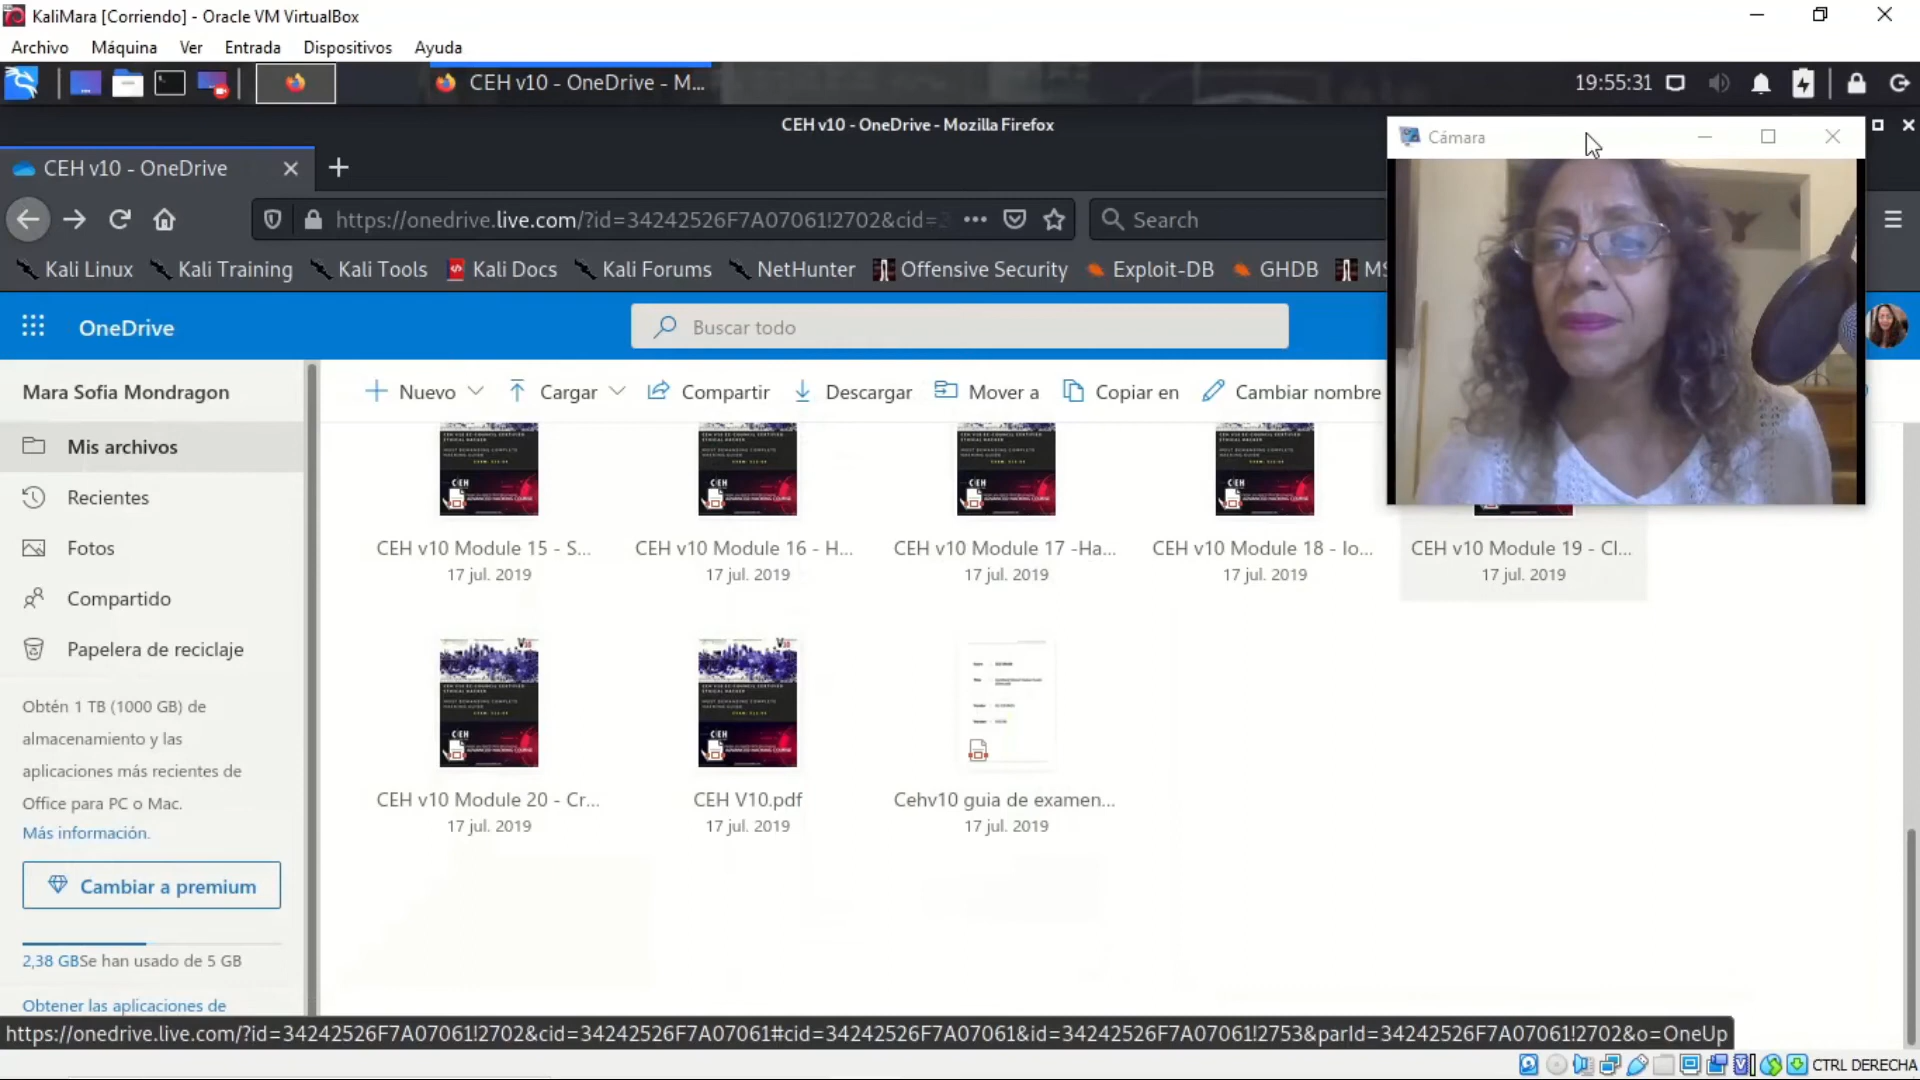 KaliMara [Corriendo] - Oracle VM VirtualBox
Archivo Máquina Ver Entrada Dispositivos Ayuda
CEH v10 - OneDrive - M...
19:55:31
CEH v10 - OneDrive - Mozilla Firefox
Cámara
CEH v10 - OneDrive
https://onedrive.live.com/?id=34242526F7A07061!2702&cid=
Search
Kali Linux Kali Training Kali Tools Kali Docs Kali Forums NetHunter Offensive Security Exploit-DB GHDB
OneDrive
Buscar todo
Mara Sofia Mondragon
Nuevo Cargar Compartir Descargar Mover a Copiar en Cambiar nombre
Mis archivos
Recientes
Fotos
Compartido
Papelera de reciclaje
CEH v10 Module 15 - S... CEH v10 Module 16 - H... CEH v10 Module 17 -Ha... CEH v10 Module 18 - Io... CEH v10 Module 19 - Cl...
17 jul. 2019 17 jul. 2019 17 jul. 2019 17 jul. 2019 17 jul. 2019
CEH v10 Module 20 - Cr... CEH V10.pdf Cehv10 guia de examen...
17 jul. 2019 17 jul. 2019 17 jul. 2019
Obtén 1 TB (1000 GB) de
almacenamiento y las
aplicaciones más recientes de
Office para PC o Mac.
Más información.
Cambiar a premium
2,38 GBSe han usado de 5 GB
Obtener las aplicaciones de
https://onedrive.live.com/?id=34242526F7A07061!2702&cid=34242526F7A07061#cid=34242526F7A07061&id=34242526F7A07061!2753&parId=34242526F7A07061!2702&o=OneUp
CTRL DERECHA